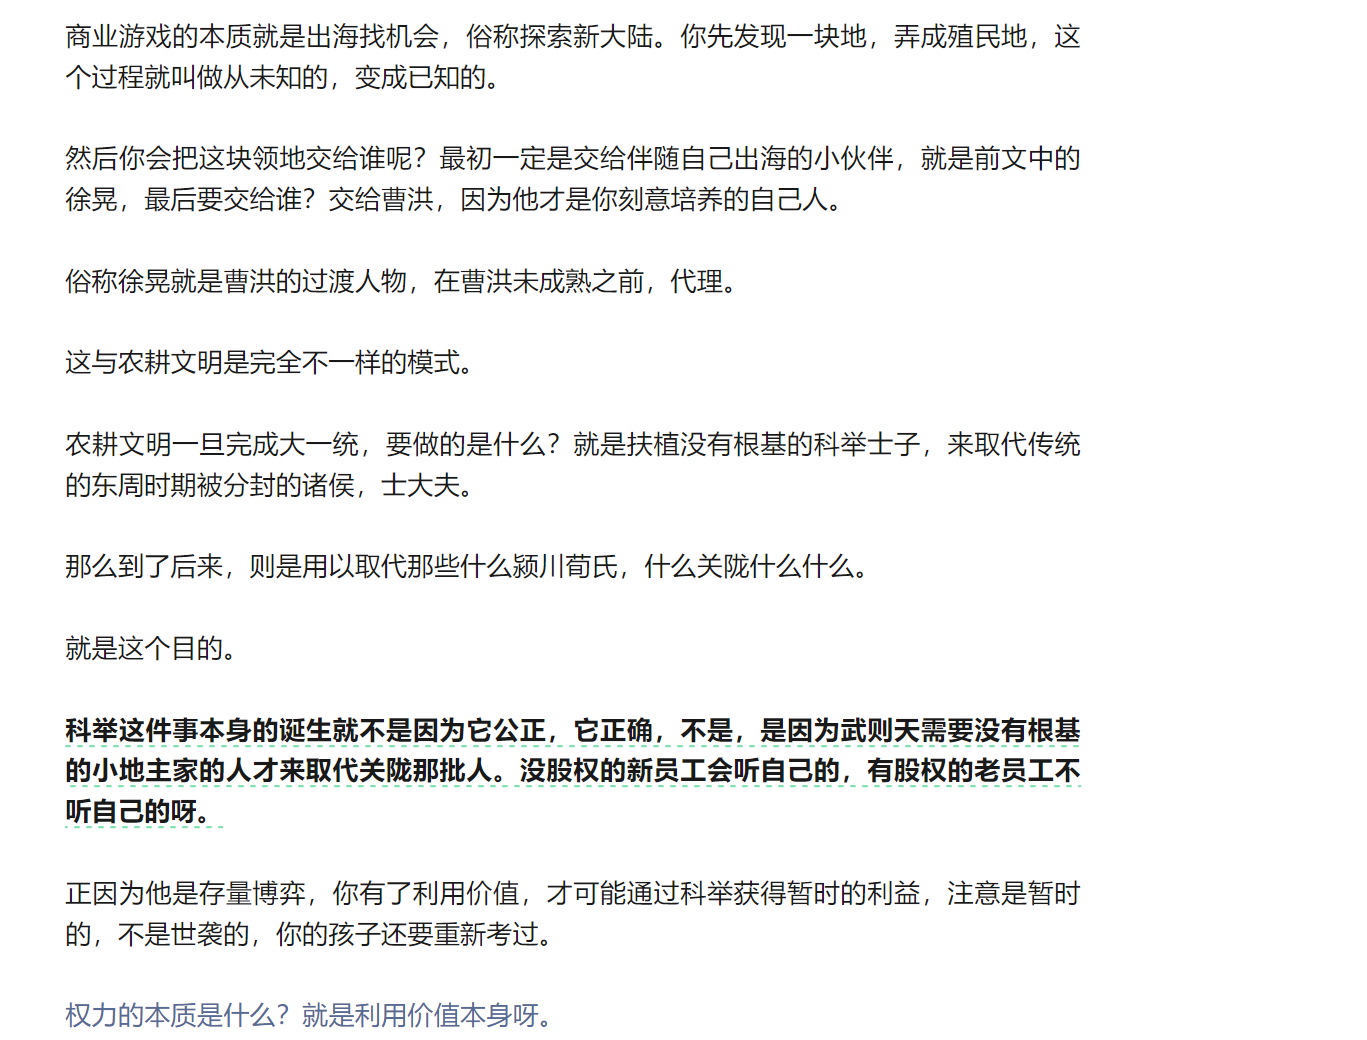 商业游戏的本质就是出海找机会，俗称探索新大陆。你先发现一块地，弄成殖民地，这
个过程就叫做从未知的，变成已知的。
然后你会把这块领地交给谁呢？最初一定是交给伴随自己出海的小伙伴，就是前文中的
徐晃，最后要交给谁？交给曹洪，因为他才是你刻意培养的自己人。
俗称徐晃就是曹洪的过渡人物，在曹洪未成熟之前，代理。
这与农耕文明是完全不一样的模式。
农耕文明一旦完成大一统，要做的是什么？就是扶植没有根基的科举士子，来取代传统
的东周时期被分封的诸侯，士大夫。
那么到了后来，则是用以取代那些什么颍川荀氏，什么关陇什么什么。
就是这个目的。
科举这件事本身的诞生就不是因为它公正，它正确，不是，是因为武则天需要没有根基
的小地主家的人才来取代关陇那批人。没股权的新员工会听自己的，有股权的老员工不
听自己的呀。
正因为他是存量博弈，你有了利用价值，才可能通过科举获得暂时的利益，注意是暂时
的，不是世袭的，你的孩子还要重新考过。
权力的本质是什么？就是利用价值本身呀。